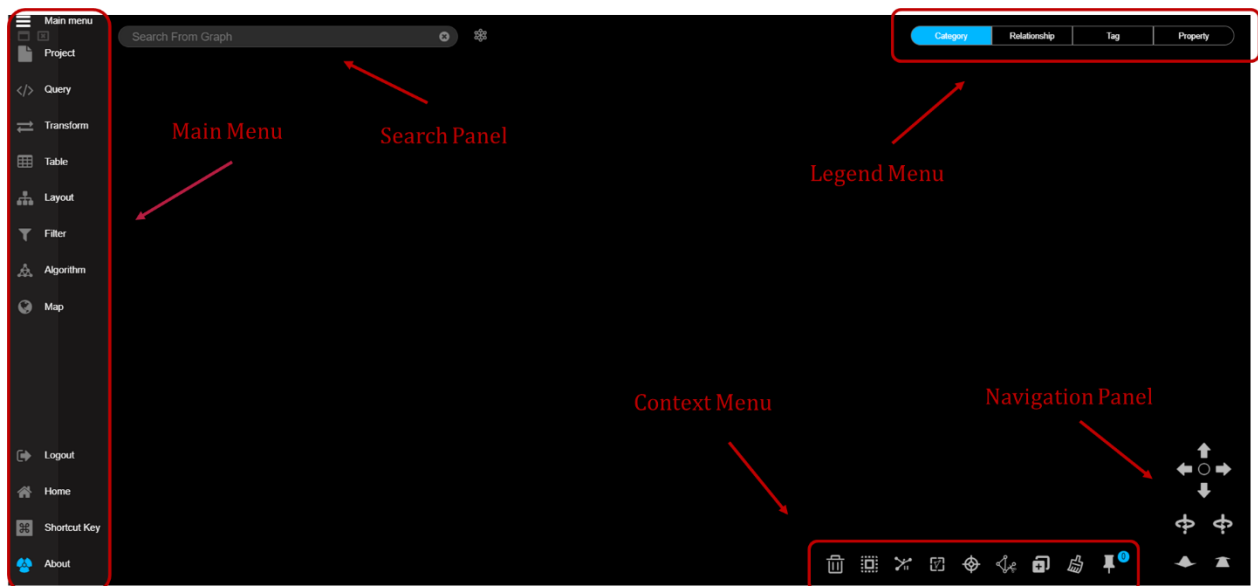 Main menu
Project
Query
Transform
Table
Layout
Filter
Algorithm
Map
Logout
Home
Shortcut Key
About
Search From Graph
Category
Relationship
Tag
Property
Main Menu
Search Panel
Legend Menu
Context Menu
Navigation Panel
0